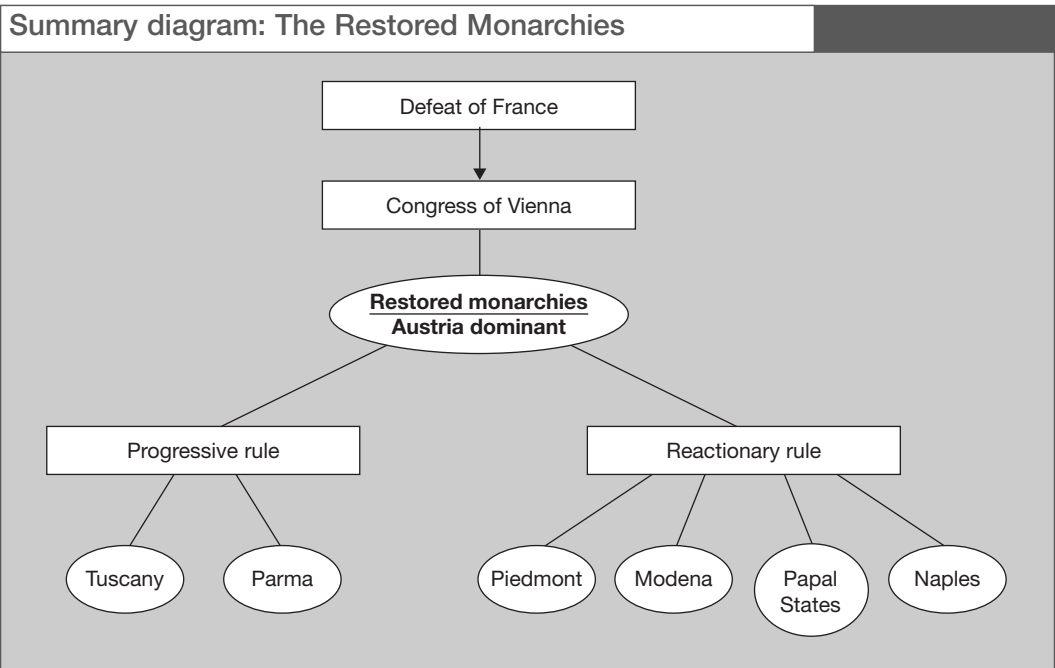 Summary diagram: The Restored Monarchies
Defeat of France
Congress of Vienna
Restored monarchies
Austria dominant
Progressive rule
Reactionary rule
Tuscany
Parma
Piedmont
Modena
Papal
States
Naples